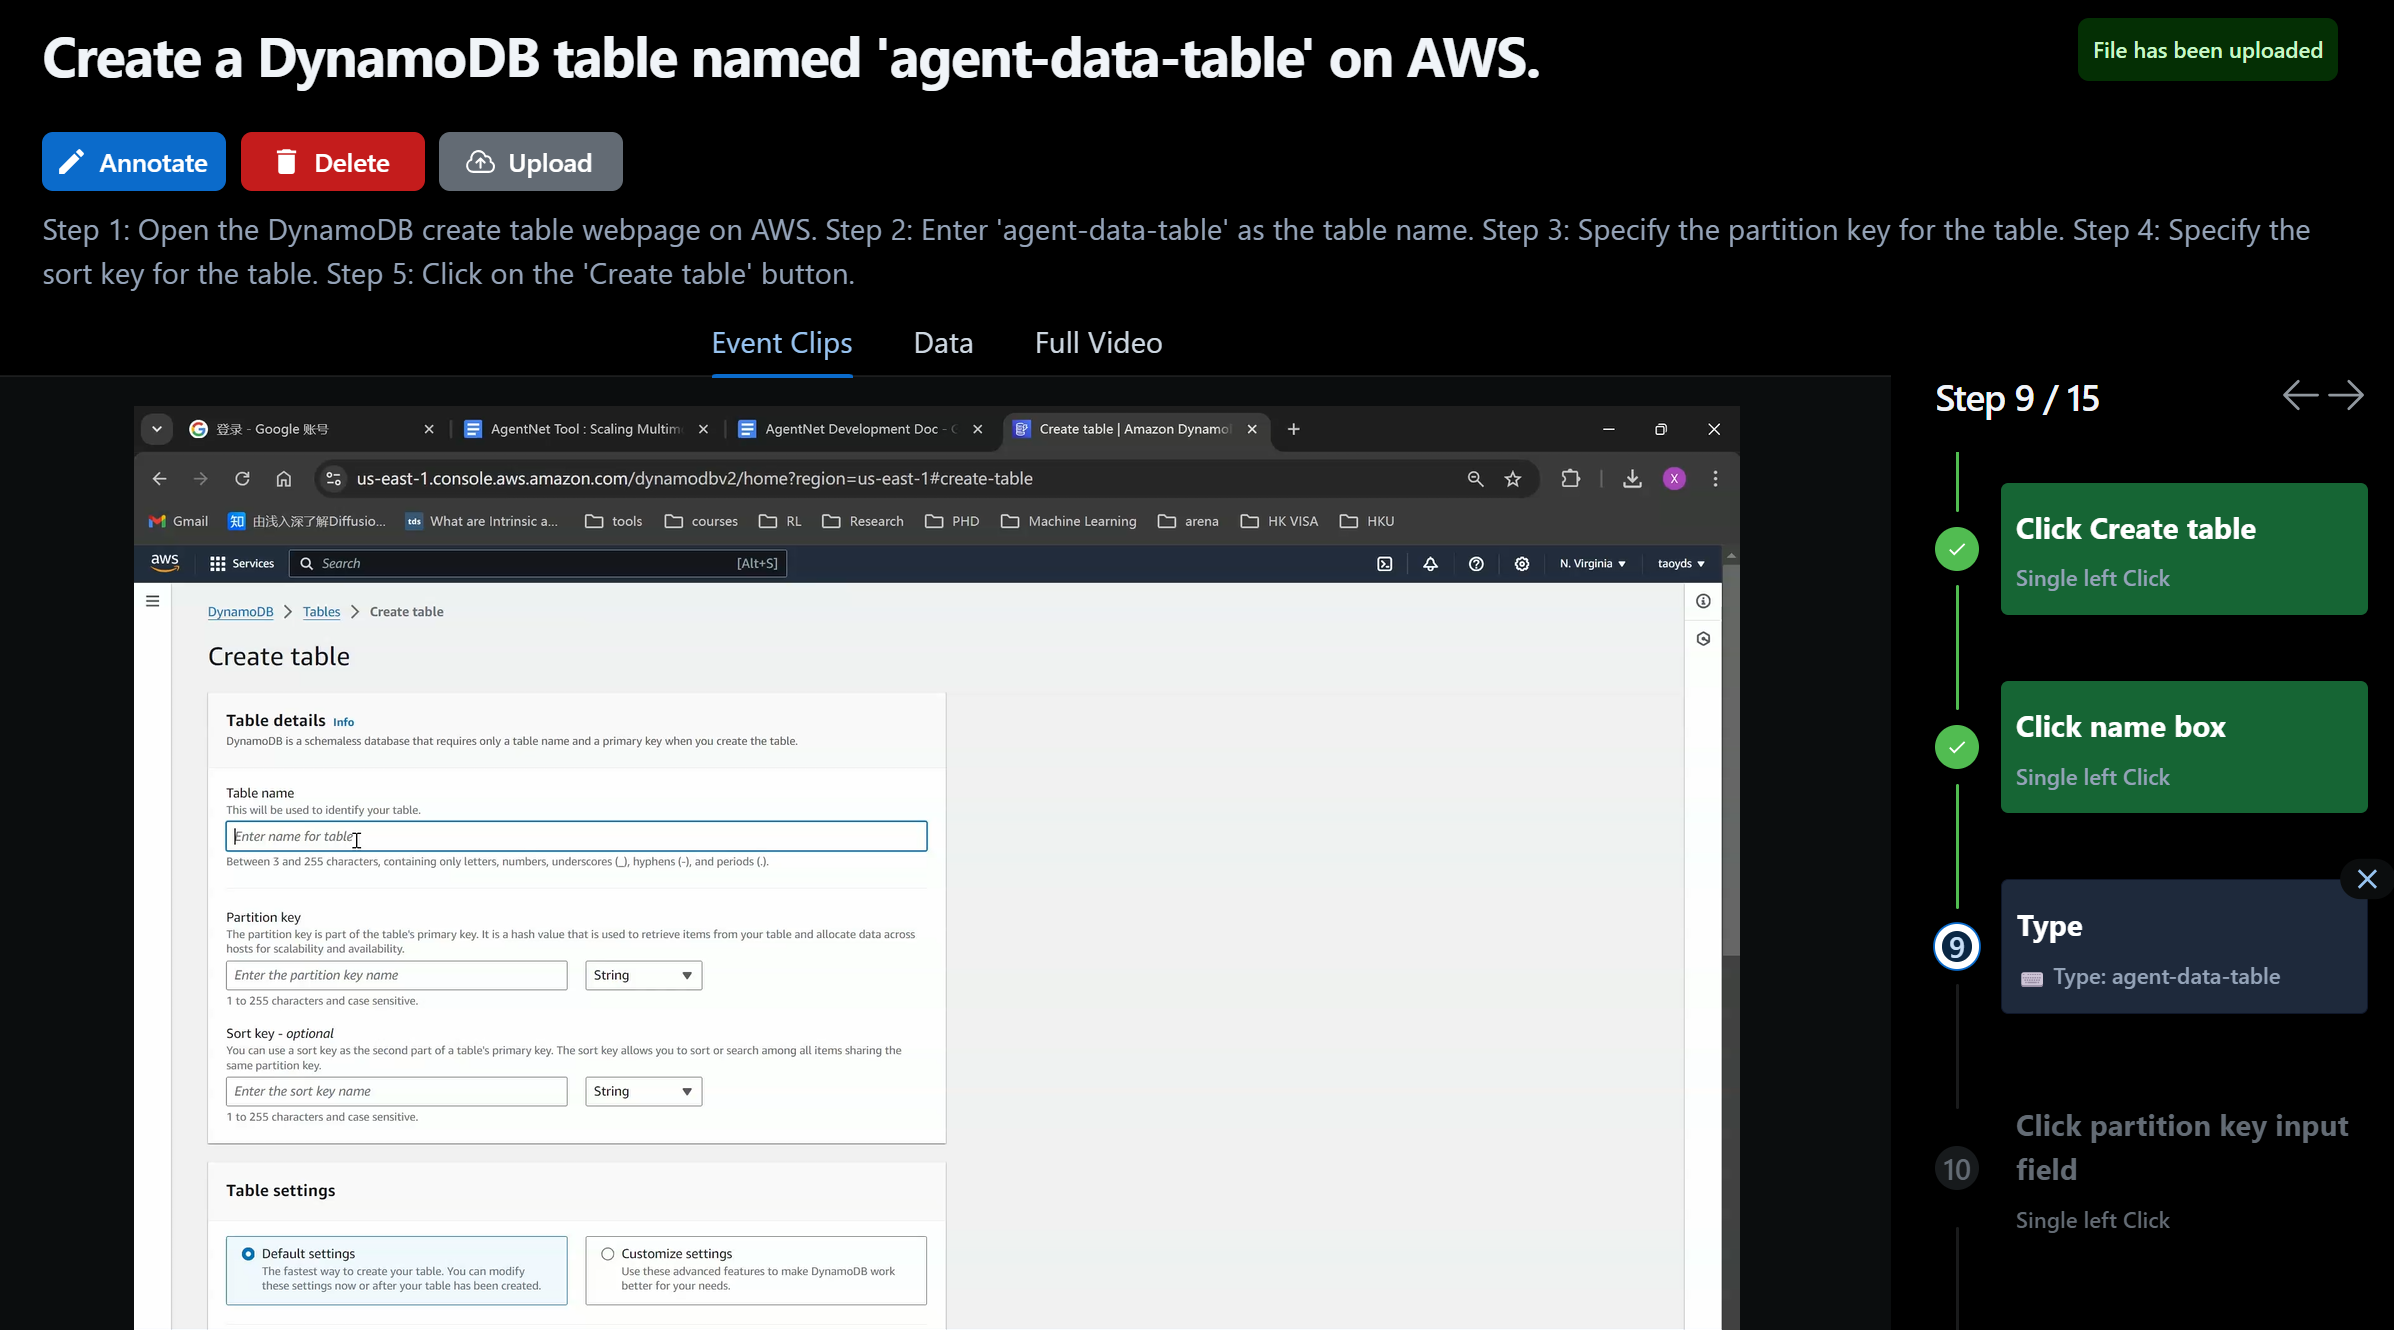 Create a DynamoDB table named 'agent-data-table' on AWS.
File has been uploaded
Annotate
Delete
Upload
Step 1: Open the DynamoDB create table webpage on AWS. Step 2: Enter 'agent-data-table' as the table name. Step 3: Specify the partition key for the table. Step 4: Specify the
sort key for the table. Step 5: Click on the 'Create table' button.
Event Clips
Data
Full Video
登录 - Google 账号
AgentNet Tool : Scaling Multim
AgentNet Development Doc -
Create table | Amazon Dynamo
us-east-1.console.aws.amazon.com/dynamodbv2/home?region=us-east-1#create-table
X
Gmail
知 由浅入深了解Diffusio...
tds What are Intrinsic a...
tools
courses
RL
Research
PHD
Machine Learning
arena
HK VISA
HKU
aws
Services
Search
[Alt+S]
N. Virginia
taoyds
DynamoDB
Tables
Create table
Create table
Table details Info
DynamoDB is a schemaless database that requires only a table name and a primary key when you create the table.
Table name
This will be used to identify your table.
Enter name for table
Between 3 and 255 characters, containing only letters, numbers, underscores (_), hyphens (-), and periods (.).
Partition key
The partition key is part of the table's primary key. It is a hash value that is used to retrieve items from your table and allocate data across
hosts for scalability and availability.
Enter the partition key name
String
1 to 255 characters and case sensitive.
Sort key - optional
You can use a sort key as the second part of a table's primary key. The sort key allows you to sort or search among all items sharing the
same partition key.
Enter the sort key name
String
1 to 255 characters and case sensitive.
Table settings
Default settings
The fastest way to create your table. You can modify
these settings now or after your table has been created.
Customize settings
Use these advanced features to make DynamoDB work
better for your needs.
Step 9 / 15
Click Create table
Single left Click
Click name box
Single left Click
9
Type
Type: agent-data-table
10
Click partition key input
field
Single left Click